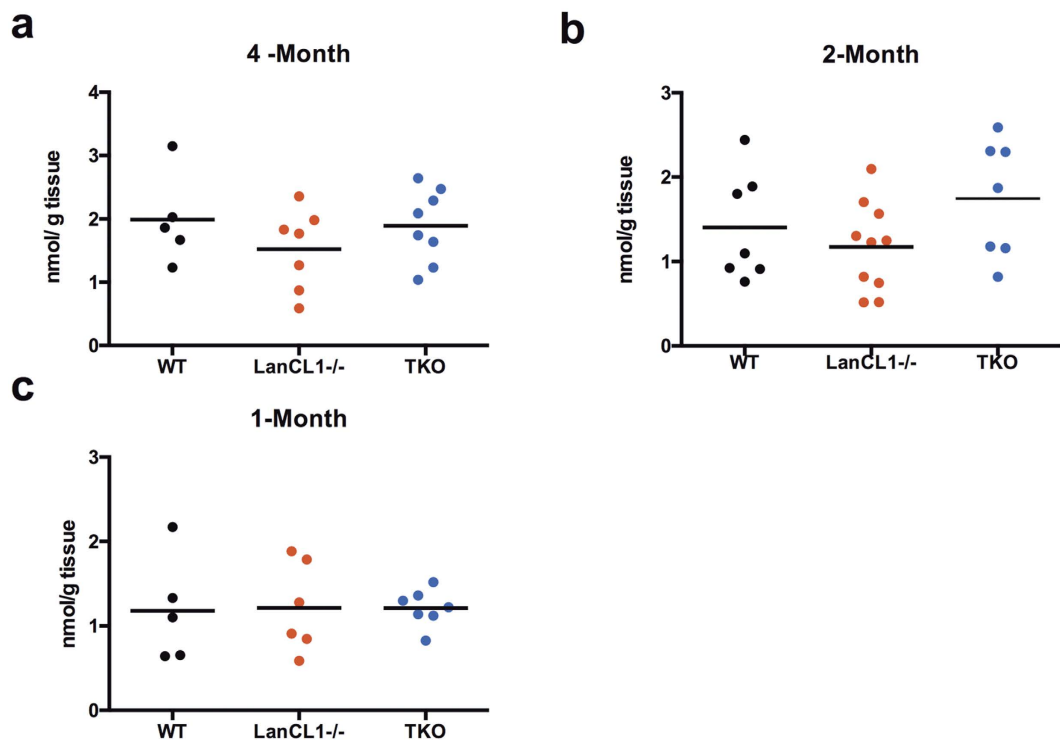 a
4 -Month
nmol/ g tissue
4
3
2
1
0
WT LanCL1-/- TKO
b
2-Month
nmol/g tissue
3
2
1
0
WT LanCL1-/- TKO
c
1-Month
nmol/g tissue
3
2
1
0
WT LanCL1-/- TKO